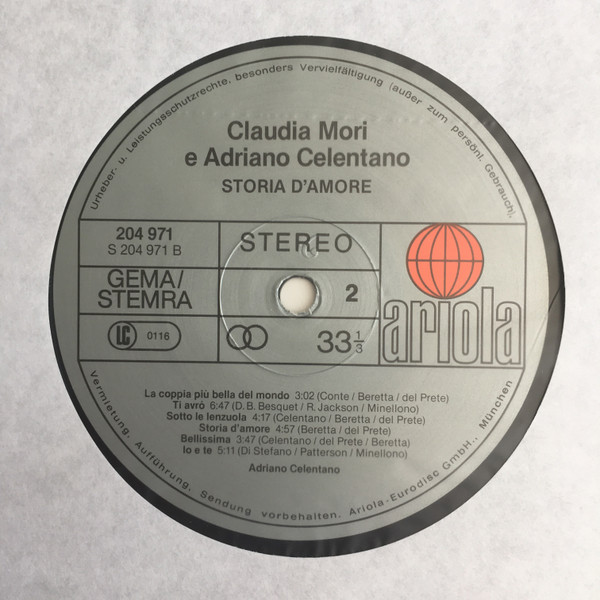 Urheber- u. Leistungsschutzrechte, besonders Vervielfältigung (außer zum persönl. Gebrauch),
Claudia Mori
e Adriano Celentano
STORIA D'AMORE
204 971
S 204 971 B
STEREO
GEMA/
STEMRA
2
LC 0116
33 1/3
ariola
La coppia più bella del mondo 3:02 (Conte / Beretta / del Prete)
Ti avrò 6:47 (D. B. Besquet / R. Jackson / Minellono)
Sotto le lenzuola 4:17 (Celentano / Beretta / del Prete)
Storia d'amore 4:57 (Beretta / del Prete)
Bellissima 3:47 (Celentano / del Prete / Beretta)
Io e te 5:11 (Di Stefano / Patterson / Minellono)
Adriano Celentano
Vermietung, Aufführung, Sendung vorbehalten. Ariola-Eurodisc GmbH., München